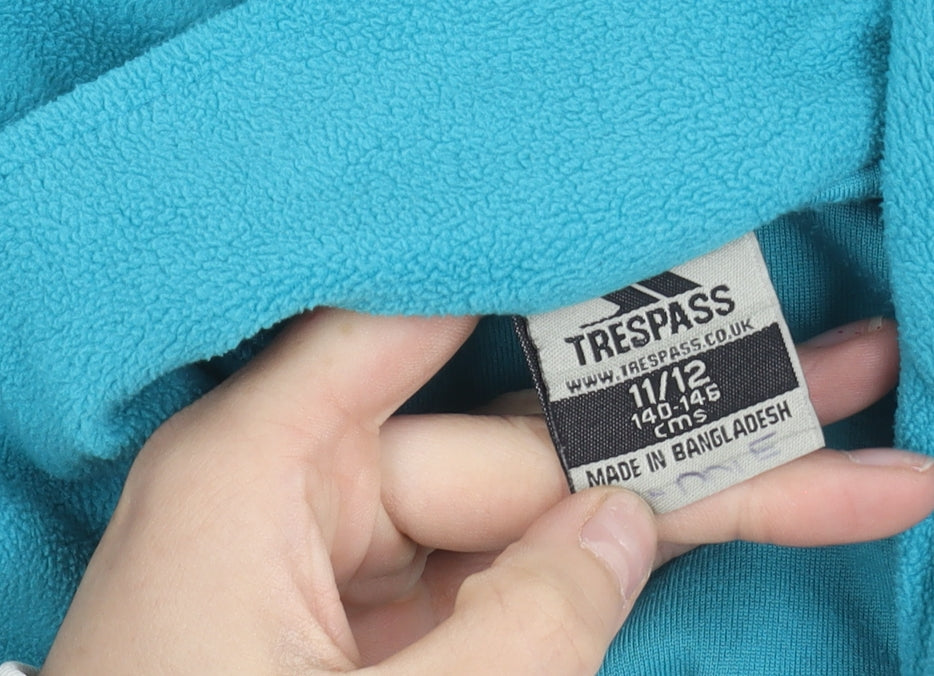 TRESPASS
WWW.TRESPASS.CO.UK
11/12
140-146
cms
MADE IN BANGLADESH